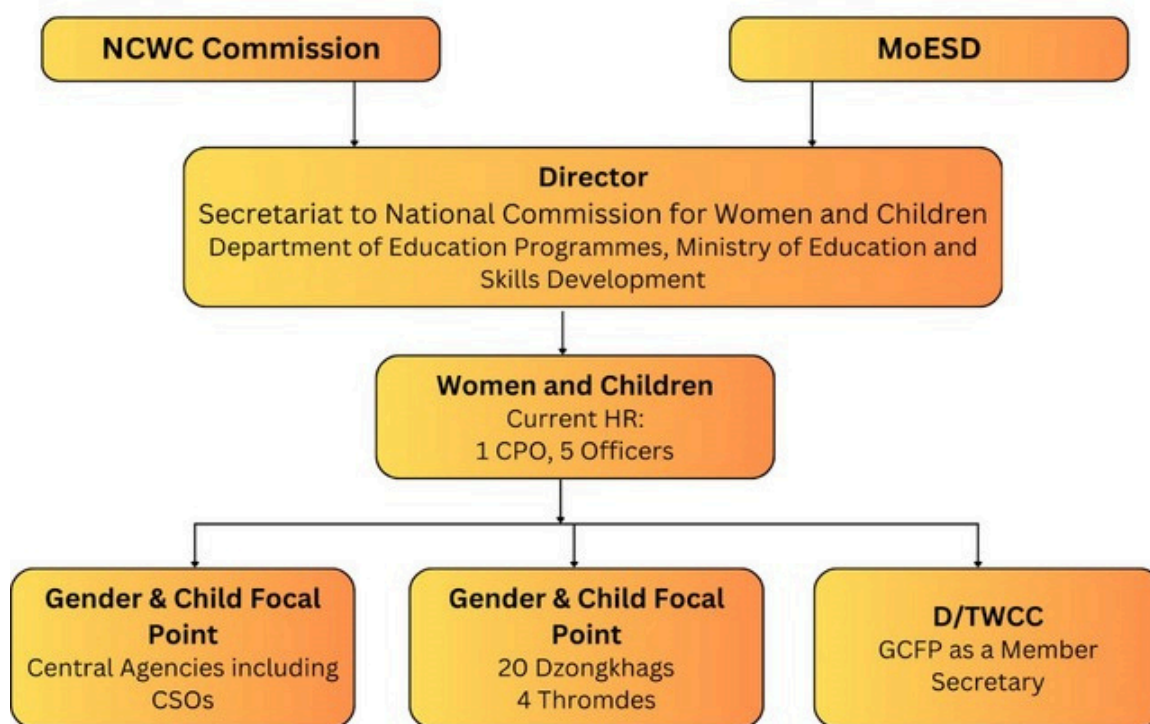 NCWC Commission
MoESD
Director
Secretariat to National Commission for Women and Children
Department of Education Programmes, Ministry of Education and
Skills Development
Women and Children
Current HR:
1 CPO, 5 Officers
Gender & Child Focal
Point
Central Agencies including
CSOs
Gender & Child Focal
Point
20 Dzongkhags
4 Thromdes
D/TWCC
GCFP as a Member
Secretary